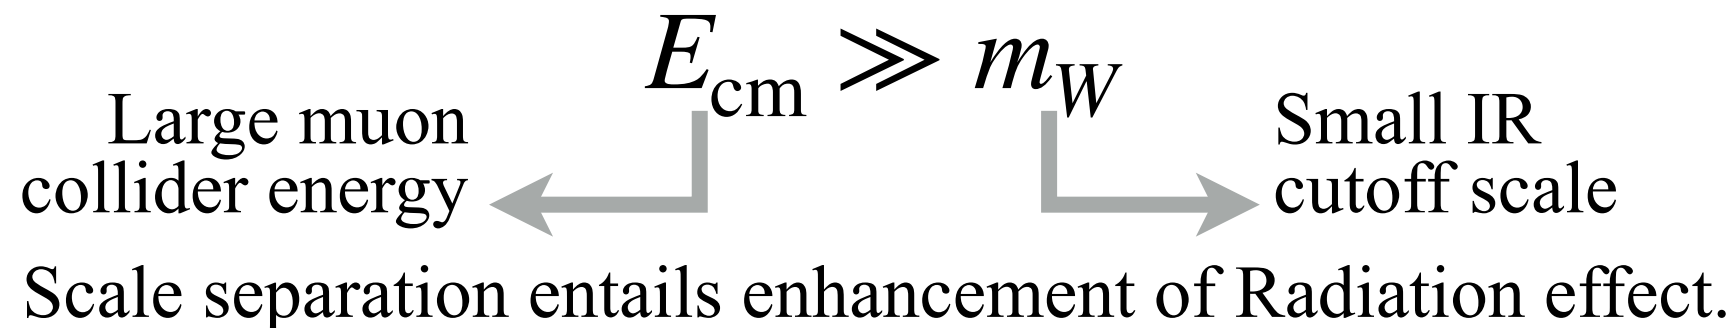 E_cm ≫ m_W
Large muon
collider energy
Small IR
cutoff scale
Scale separation entails enhancement of Radiation effect.